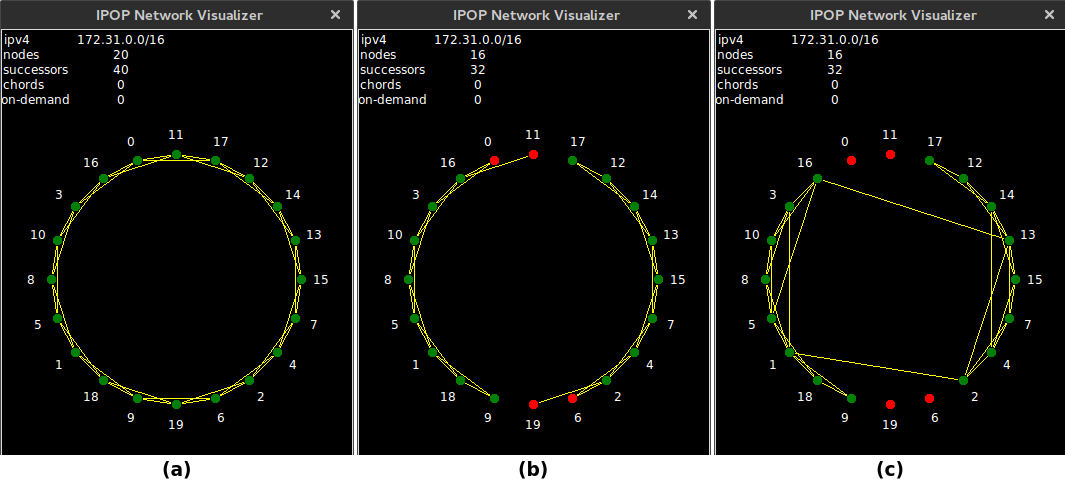 IPOP Network Visualizer ×
ipv4 172.31.0.0/16
nodes 20
successors 40
chords 0
on-demand 0
11
0 17
16 12
3 14
10 13
8 15
5 7
1 4
18 2
9 6
19
(a)
IPOP Network Visualizer ×
ipv4 172.31.0.0/16
nodes 16
successors 32
chords 0
on-demand 0
11
0 17
16 12
3 14
10 13
8 15
5 7
1 4
18 2
9 6
19
(b)
IPOP Network Visualizer ×
ipv4 172.31.0.0/16
nodes 16
successors 32
chords 0
on-demand 0
11
0 17
16 12
3 14
10 13
8 15
5 7
1 4
18 2
9 6
19
(c)